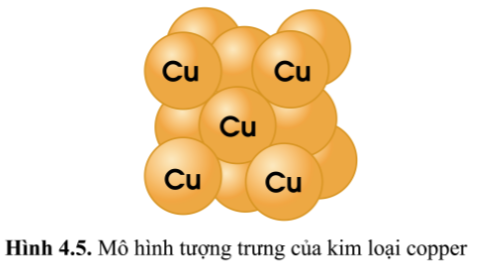 Cu Cu
Cu
Cu Cu
Hình 4.5. Mô hình tượng trưng của kim loại copper